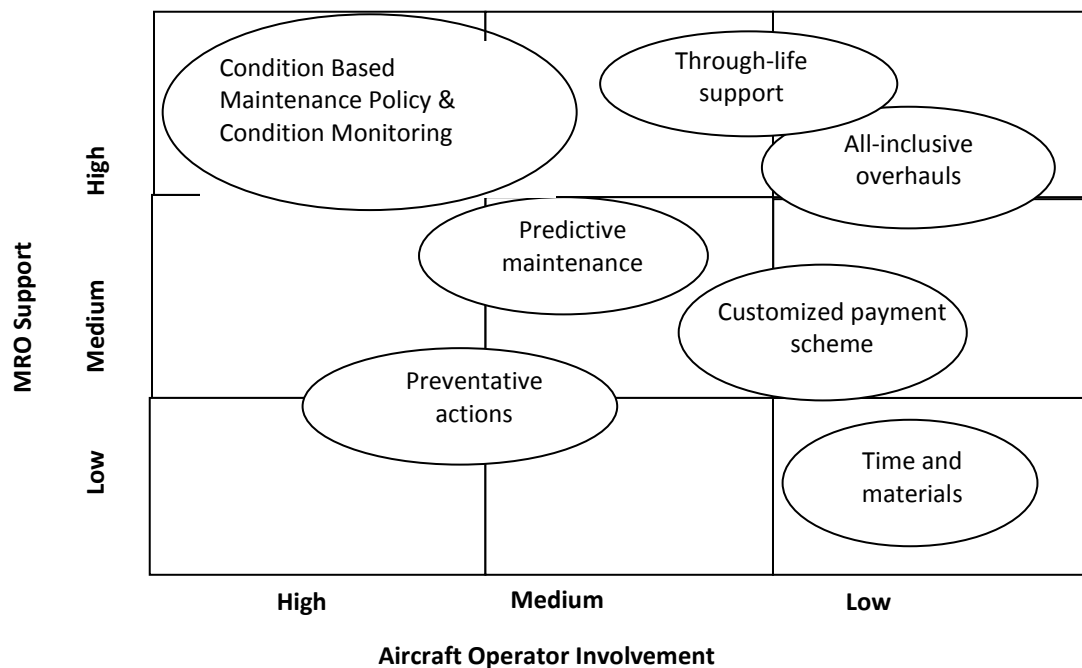 Condition Based
Maintenance Policy &
Condition Monitoring
Through-life
support
All-inclusive
overhauls
High
Predictive
maintenance
Customized payment
scheme
MRO Support
Medium
Preventative
actions
Time and
materials
Low
High
Medium
Low
Aircraft Operator Involvement